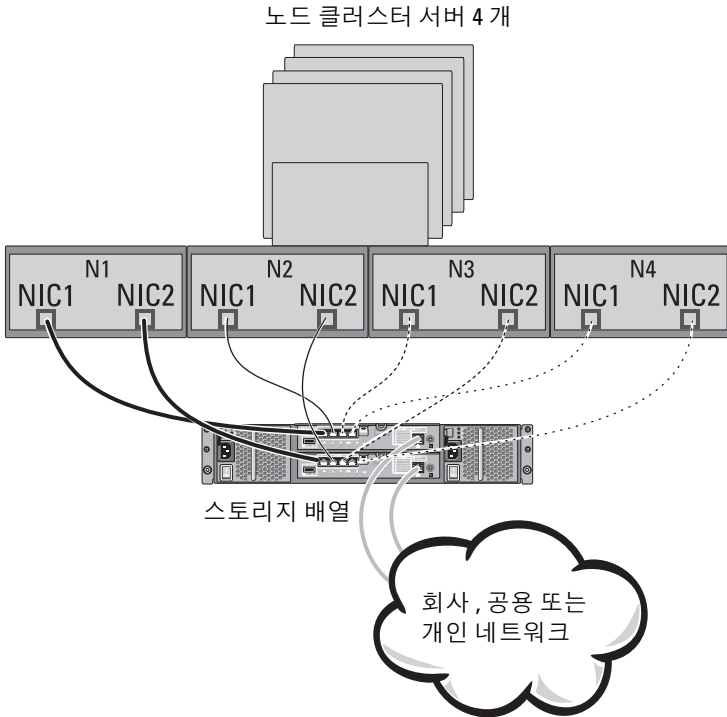 노드 클러스터 서버 4 개
N1
N2
N3
N4
NIC1 NIC2
NIC1 NIC2
NIC1 NIC2
NIC1 NIC2
스토리지 배열
회사 , 공용 또는
개인 네트워크